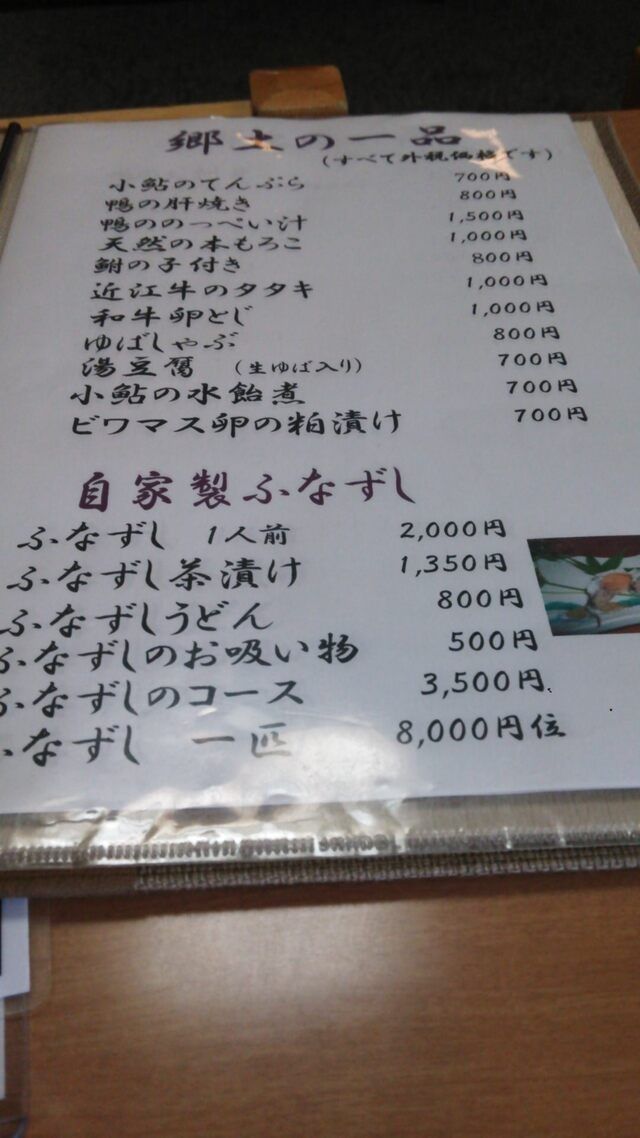 郷土の一品
(すべて外税価格です)
小鮎のてんぷら 700円
鴨の肝焼き 800円
鴨ののっぺい汁 1,500円
天然の本もろこ 1,000円
鮒の子付き 800円
近江牛のタタキ 1,000円
和牛卵とじ 1,000円
ゆばしゃぶ 800円
湯豆腐 (生ゆば入り) 700円
小鮎の水飴煮 700円
ビワマス卵の粕漬け 700円
自家製ふなずし
ふなずし 1人前 2,000円
ふなずし茶漬け 1,350円
ふなずしうどん 800円
ふなずしのお吸い物 500円
ふなずしのコース 3,500円
ふなずし 一匹 8,000円位